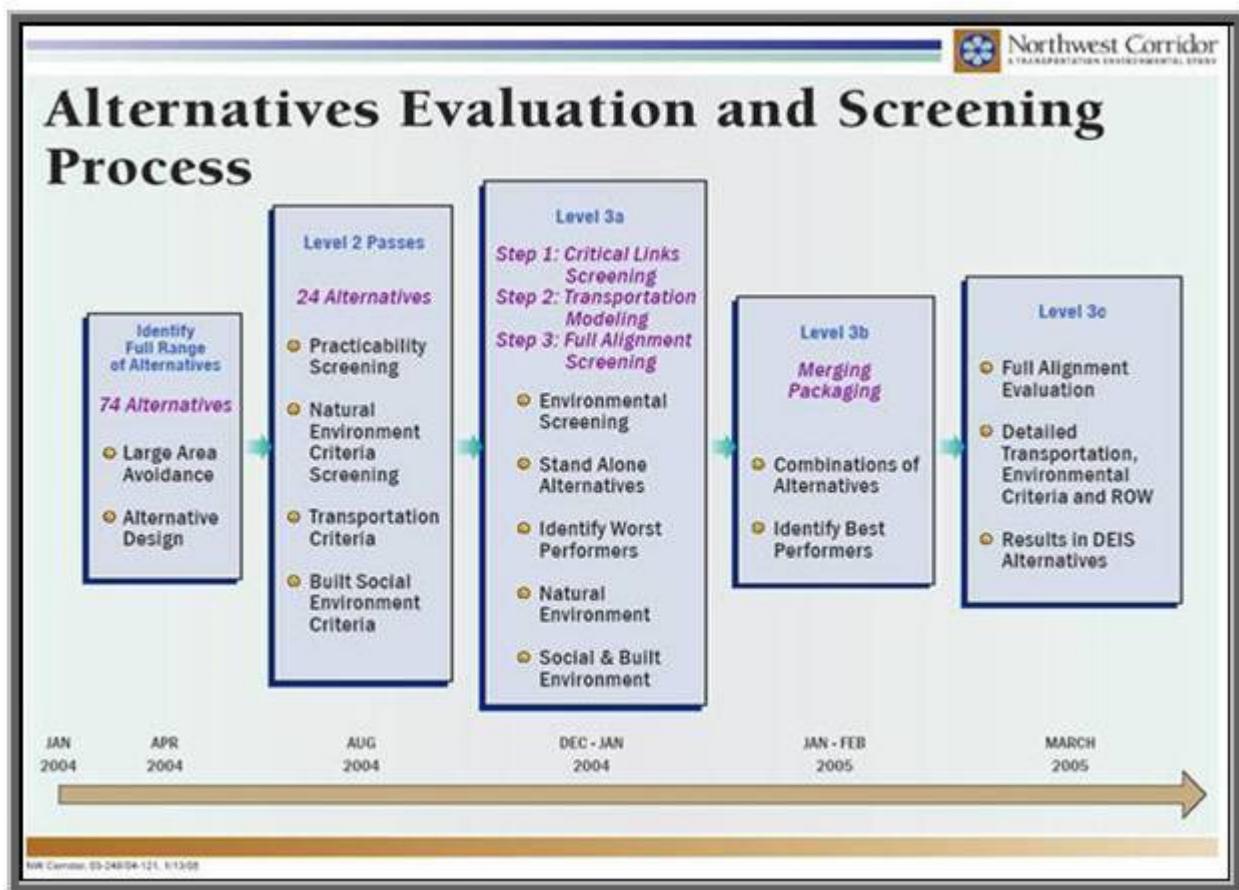 Northwest Corridor
A TRANSPORTATION ENVIRONMENTAL STUDY
Alternatives Evaluation and Screening
Process
Identify
Full Range
of Alternatives
74 Alternatives
Large Area
Avoidance
Alternative
Design
Level 2 Passes
24 Alternatives
Practicability
Screening
Natural
Environment
Criteria
Screening
Transportation
Criteria
Built Social
Environment
Criteria
Level 3a
Step 1: Critical Links
Screening
Step 2: Transportation
Modeling
Step 3: Full Alignment
Screening
Environmental
Screening
Stand Alone
Alternatives
Identify Worst
Performers
Natural
Environment
Social & Built
Environment
Level 3b
Merging
Packaging
Combinations of
Alternatives
Identify Best
Performers
Level 3c
Full Alignment
Evaluation
Detailed
Transportation,
Environmental
Criteria and ROW
Results in DEIS
Alternatives
JAN
2004
APR
2004
AUG
2004
DEC - JAN
2004
JAN - FEB
2005
MARCH
2005
NW Corridor,